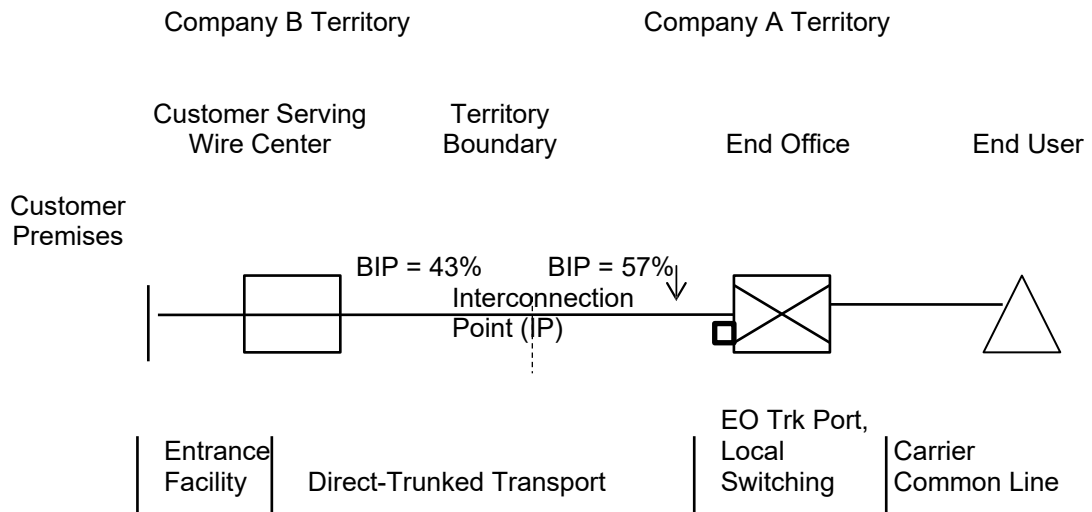 Company B Territory
Company A Territory
Customer Serving
Wire Center
Territory
Boundary
End Office
End User
Customer
Premises
BIP = 43%
BIP = 57%
Interconnection
Point (IP)
Entrance
Facility
Direct-Trunked Transport
EO Trk Port,
Local
Switching
Carrier
Common Line